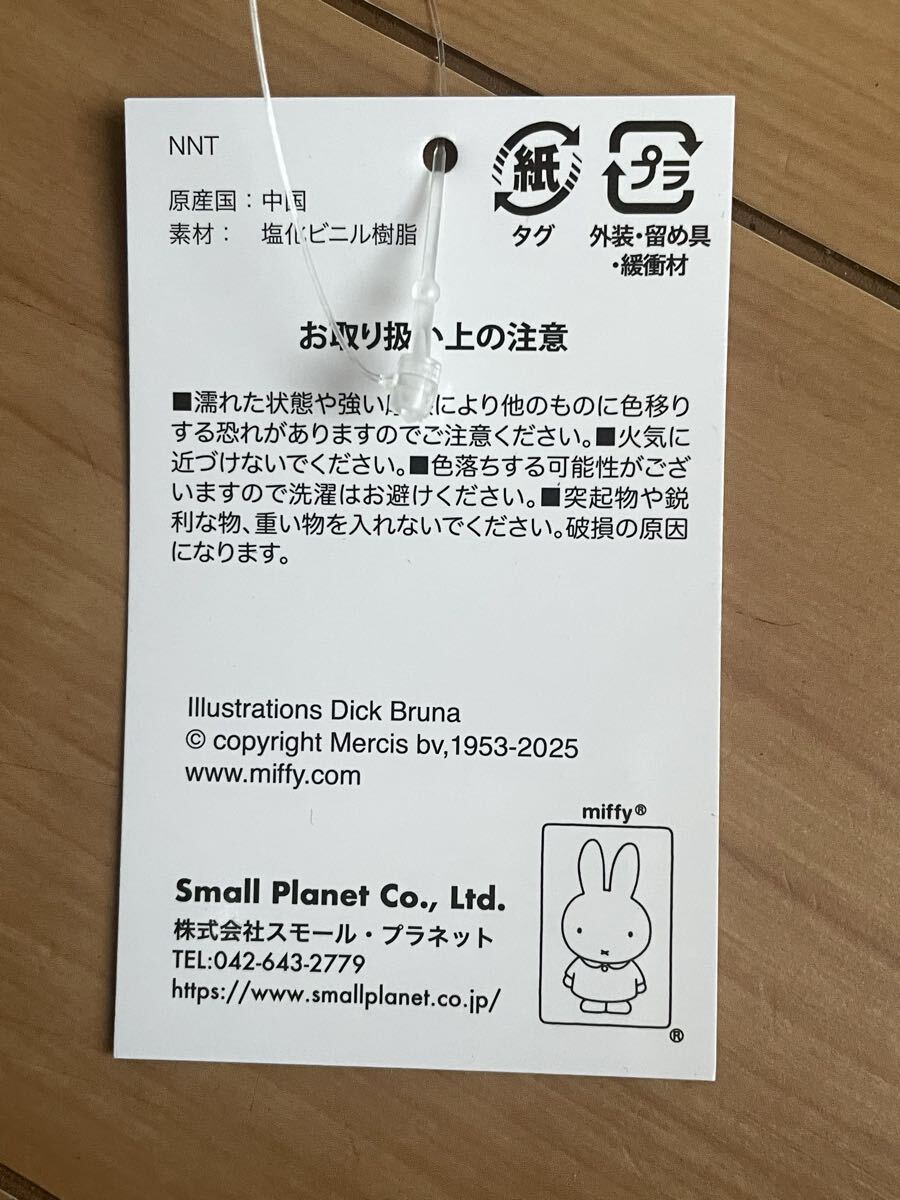 NNT
原産国：中国
素材： 塩化ビニル樹脂
紙
タグ
プラ
外装・留め具
・緩衝材
お取り扱い上の注意
■濡れた状態や強い により他のものに色移り
する恐れがありますのでご注意ください。■火気に
近づけないでください。■色落ちする可能性がござ
いますので洗濯はお避けください。■突起物や鋭
利な物、重い物を入れないでください。破損の原因
になります。
Illustrations Dick Bruna
© copyright Mercis bv,1953-2025
www.miffy.com
miffy®
Small Planet Co., Ltd.
株式会社スモール・プラネット
TEL:042-643-2779
https://www.smallplanet.co.jp/
®